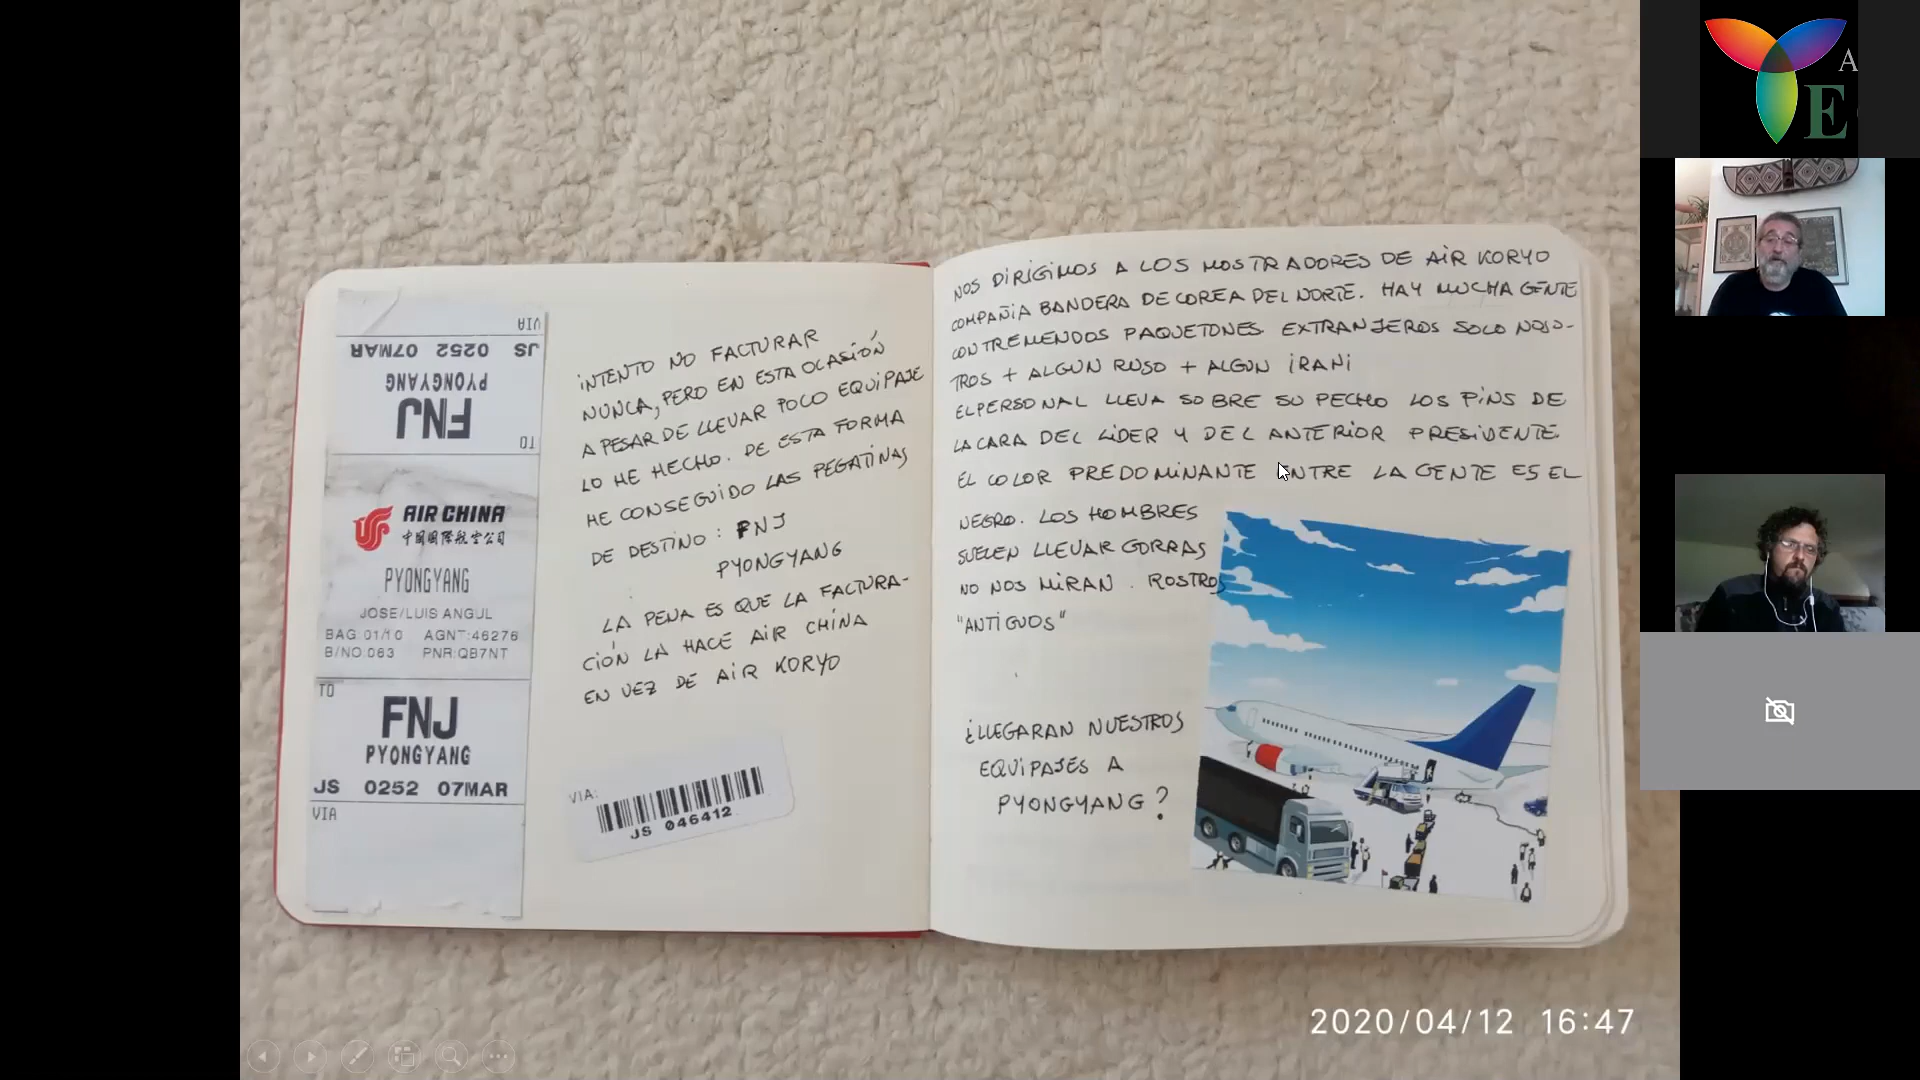 VIA
JS 0252 07MAR
PYONGYANG
FNJ
TO
AIR CHINA
中國國際航空公司
PYONGYANG
JOSE/LUIS ANGUL
BAG:01/10 AGNT:46276
B/NO:063 PNR:QB7NT
TO
FNJ
PYONGYANG
JS 0252 07MAR
VIA
INTENTO NO FACTURAR
NUNCA, PERO EN ESTA OCASIÓN
A PESAR DE LLEVAR POCO EQUIPAJE
LO HE HECHO. DE ESTA FORMA
HE CONSEGUIDO LAS PEGATINAS
DE DESTINO: FNJ
PYONGYANG
LA PENA ES QUE LA FACTURA-
CIÓN LA HACE AIR CHINA
EN VEZ DE AIR KORYO
VIA:
JS 046412
NOS DIRIGIMOS A LOS MOSTRADORES DE AIR KORYO
COMPAÑIA BANDERA DE COREA DEL NORTE. HAY MUCHA GENTE
CON TREMENDOS PAQUETONES. EXTRANJEROS SOLO NOSO-
TROS + ALGUN RUSO + ALGUN IRANI
EL PERSONAL LLEVA SOBRE SU PECHO LOS PINS DE
LA CARA DEL LIDER Y DEL ANTERIOR PRESIDENTE.
EL COLOR PREDOMINANTE ENTRE LA GENTE ES EL
NEGRO. LOS HOMBRES
SUELEN LLEVAR GORRAS
NO NOS MIRAN. ROSTROS
"ANTIGUOS"
¿LLEGARAN NUESTROS
EQUIPAJES A
PYONGYANG?
2020/04/12 16:47
A
E